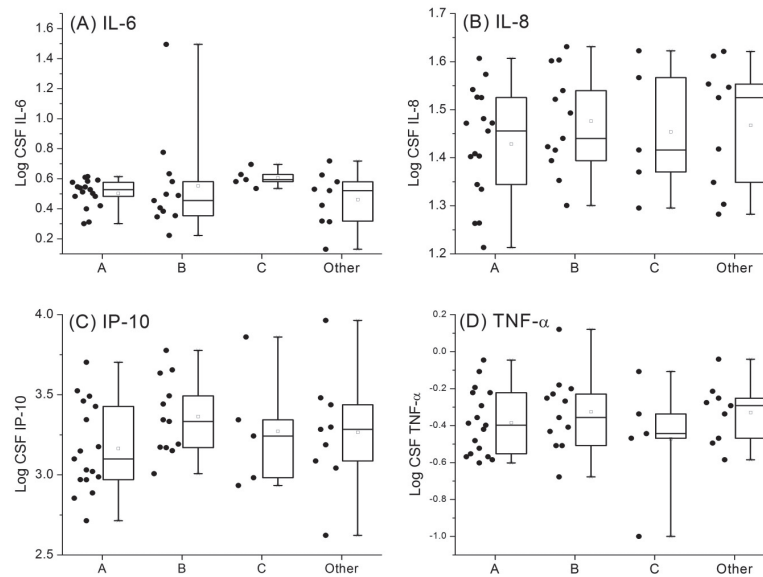 (A) IL-6
Log CSF IL-6
1.6
1.4
1.2
1.0
0.8
0.6
0.4
0.2
A B C Other
(B) IL-8
Log CSF IL-8
1.8
1.7
1.6
1.5
1.4
1.3
1.2
A B C Other
(C) IP-10
Log CSF IP-10
4.0
3.5
3.0
2.5
A B C Other
(D) TNF-α
Log CSF TNF-α
0.2
0.0
-0.2
-0.4
-0.6
-0.8
-1.0
A B C Other